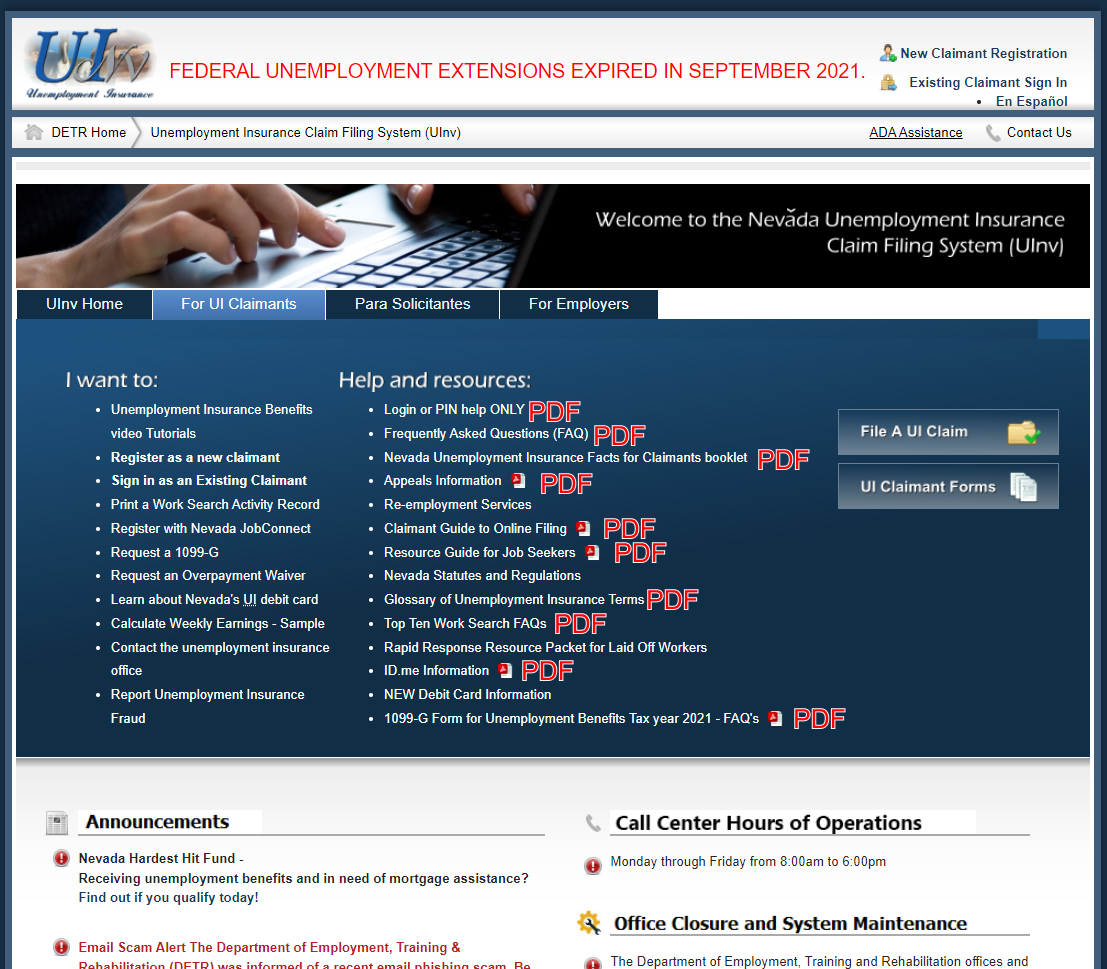 UInv
Unemployment Insurance
FEDERAL UNEMPLOYMENT EXTENSIONS EXPIRED IN SEPTEMBER 2021.
New Claimant Registration
Existing Claimant Sign In
• En Español
DETR Home
Unemployment Insurance Claim Filing System (UInv)
ADA Assistance
Contact Us
Welcome to the Nevăda Unemployment Insurance
Claim Filing System (UInv)
UInv Home
For UI Claimants
Para Solicitantes
For Employers
I want to:
• Unemployment Insurance Benefits
video Tutorials
• Register as a new claimant
• Sign in as an Existing Claimant
• Print a Work Search Activity Record
• Register with Nevada JobConnect
• Request a 1099-G
• Request an Overpayment Waiver
• Learn about Nevada's UI debit card
• Calculate Weekly Earnings - Sample
• Contact the unemployment insurance
office
• Report Unemployment Insurance
Fraud
Help and resources:
• Login or PIN help ONLY PDF
• Frequently Asked Questions (FAQ) PDF
• Nevada Unemployment Insurance Facts for Claimants booklet PDF
• Appeals Information PDF
• Re-employment Services
• Claimant Guide to Online Filing PDF
• Resource Guide for Job Seekers PDF
• Nevada Statutes and Regulations
• Glossary of Unemployment Insurance Terms PDF
• Top Ten Work Search FAQs PDF
• Rapid Response Resource Packet for Laid Off Workers
• ID.me Information PDF
• NEW Debit Card Information
• 1099-G Form for Unemployment Benefits Tax year 2021 - FAQ's PDF
File A UI Claim
UI Claimant Forms
Announcements
Nevada Hardest Hit Fund -
Receiving unemployment benefits and in need of mortgage assistance?
Find out if you qualify today!
Email Scam Alert The Department of Employment, Training &
Rehabilitation (DETR) was informed of a recent email phishing scam. Be
Call Center Hours of Operations
Monday through Friday from 8:00am to 6:00pm
Office Closure and System Maintenance
The Department of Employment, Training and Rehabilitation offices and